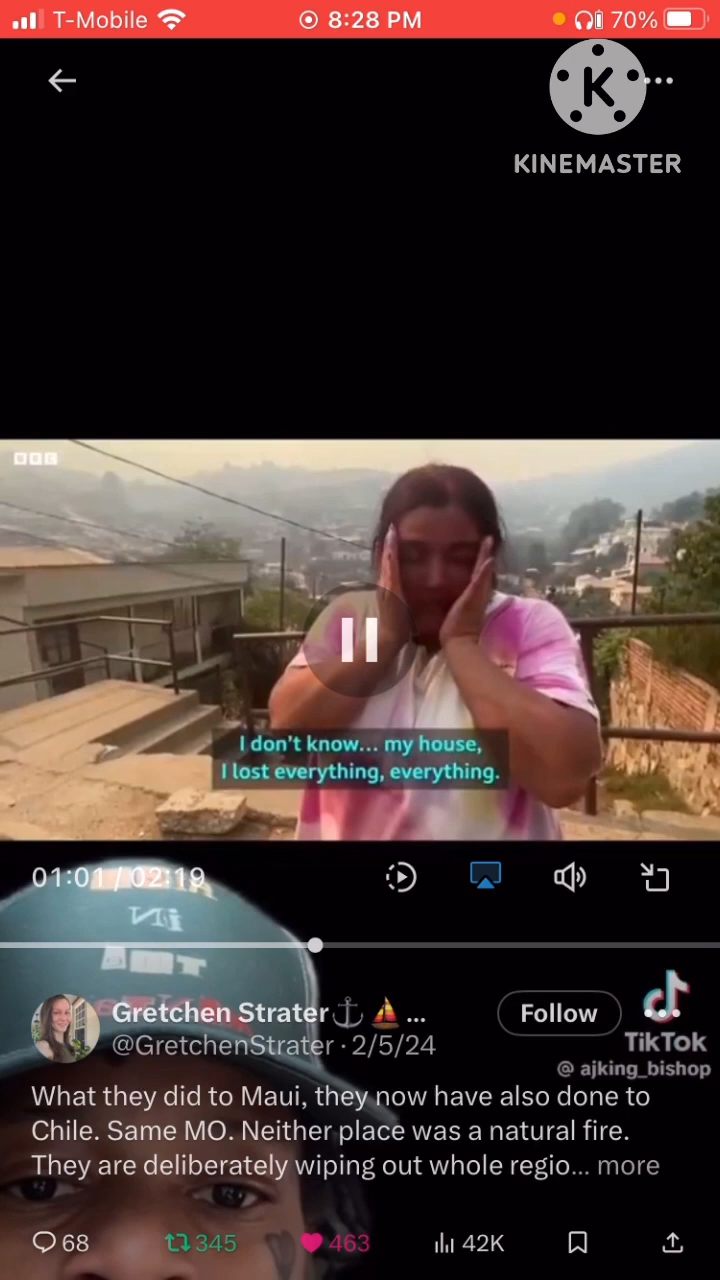 T-Mobile 8:28 PM 70%
K
KINEMASTER
BBC
I don't know... my house,
I lost everything, everything.
01:01 / 02:19
Gretchen Strater ...
Follow
@GretchenStrater · 2/5/24
TikTok
@ ajking_bishop
What they did to Maui, they now have also done to
Chile. Same MO. Neither place was a natural fire.
They are deliberately wiping out whole regio... more
68 345 463 42K